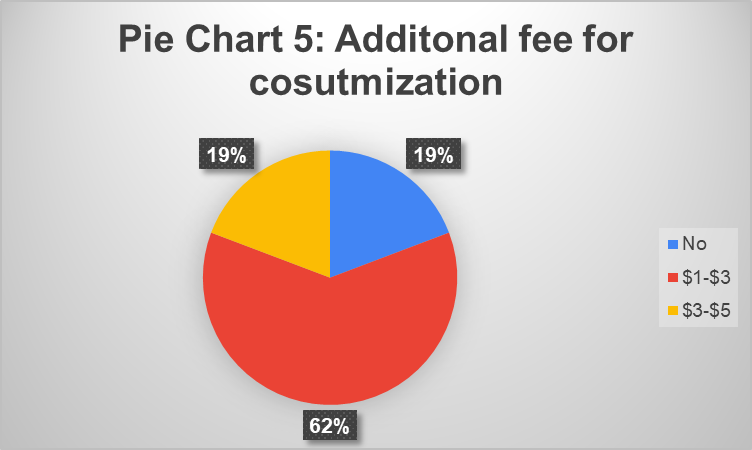 Pie Chart 5: Additonal fee for
cosutmization
19%
19%
62%
No
$1-$3
$3-$5